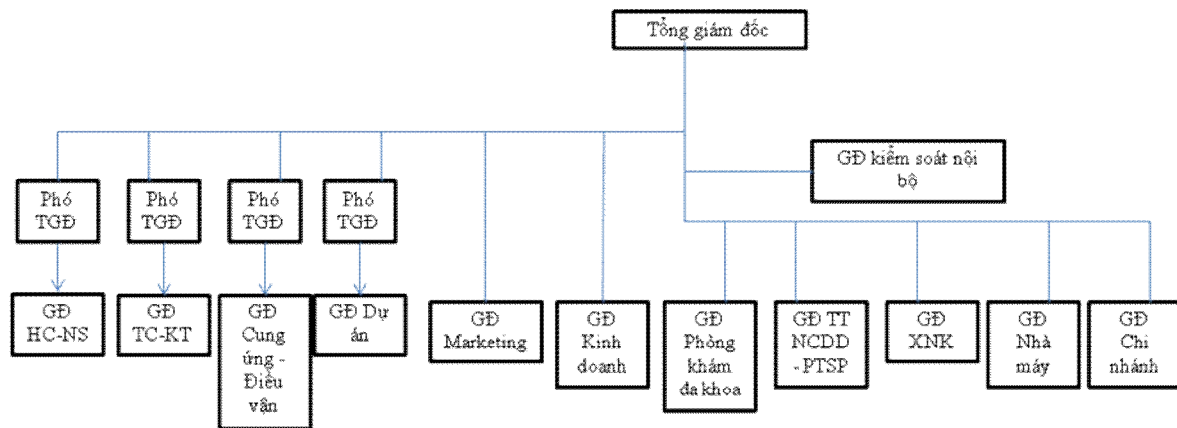 Tổng giám đốc
GĐ kiểm soát nội
bộ
Phó
TGĐ
Phó
TGĐ
Phó
TGĐ
Phó
TGĐ
GĐ
HC-NS
GĐ
TC-KT
GĐ
Cung
ứng -
Điều
vận
GĐ Dự
án
GĐ
Marketing
GĐ
Kinh
doanh
GĐ
Phòng
khám
đa khoa
GĐ TT
NCDD
- PTSP
GĐ
XNK
GĐ
Nhà
máy
GĐ
Chi
nhánh